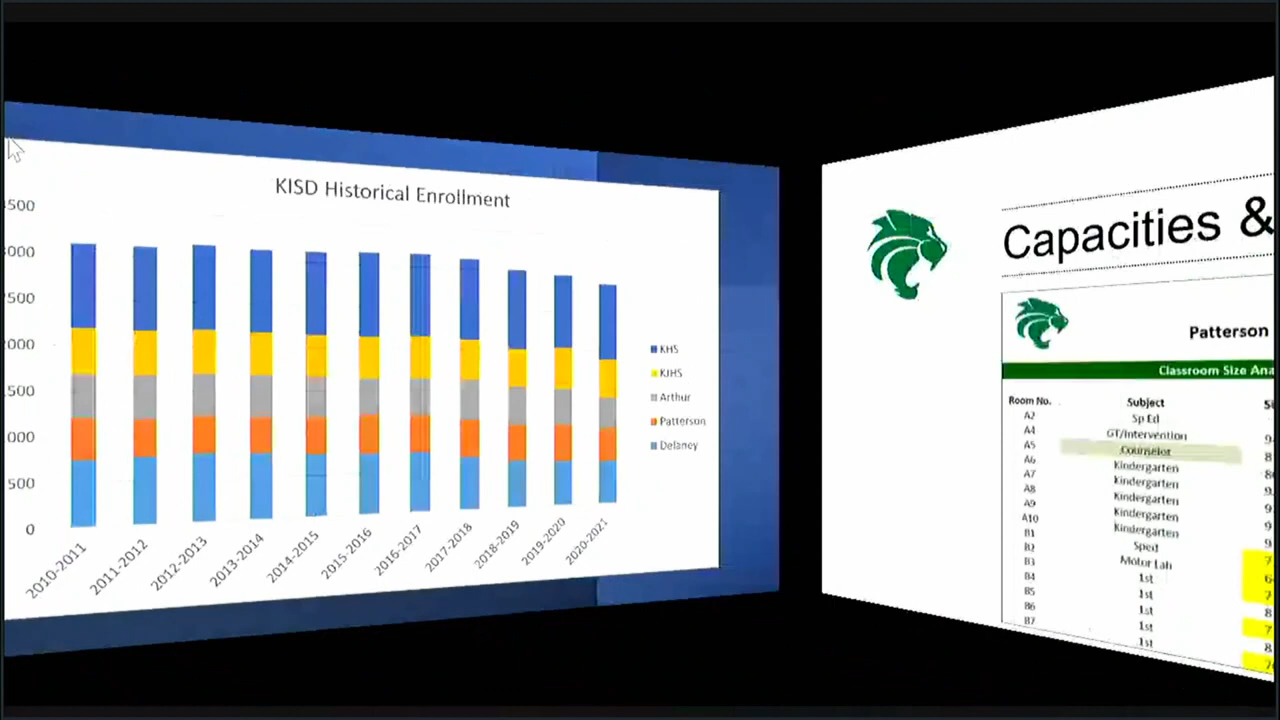 KISD Historical Enrollment
500
000
500
000
500
000
500
0
2010-2011
2011-2012
2012-2013
2013-2014
2014-2015
2015-2016
2016-2017
2017-2018
2018-2019
2019-2020
2020-2021
KHS
KJHS
Arthur
Patterson
Delaney
Capacities &
Patterson
Classroom Size Ana
Room No. Subject
A2 Sp Ed
A4 GT/Intervention
A5 Counselor
A6 Kindergarten
A7 Kindergarten
A8 Kindergarten
A9 Kindergarten
A10 Kindergarten
B1 Sped
B2 Motor Lab
B3 1st
B4 1st
B5 1st
B6 1st
B7 1st